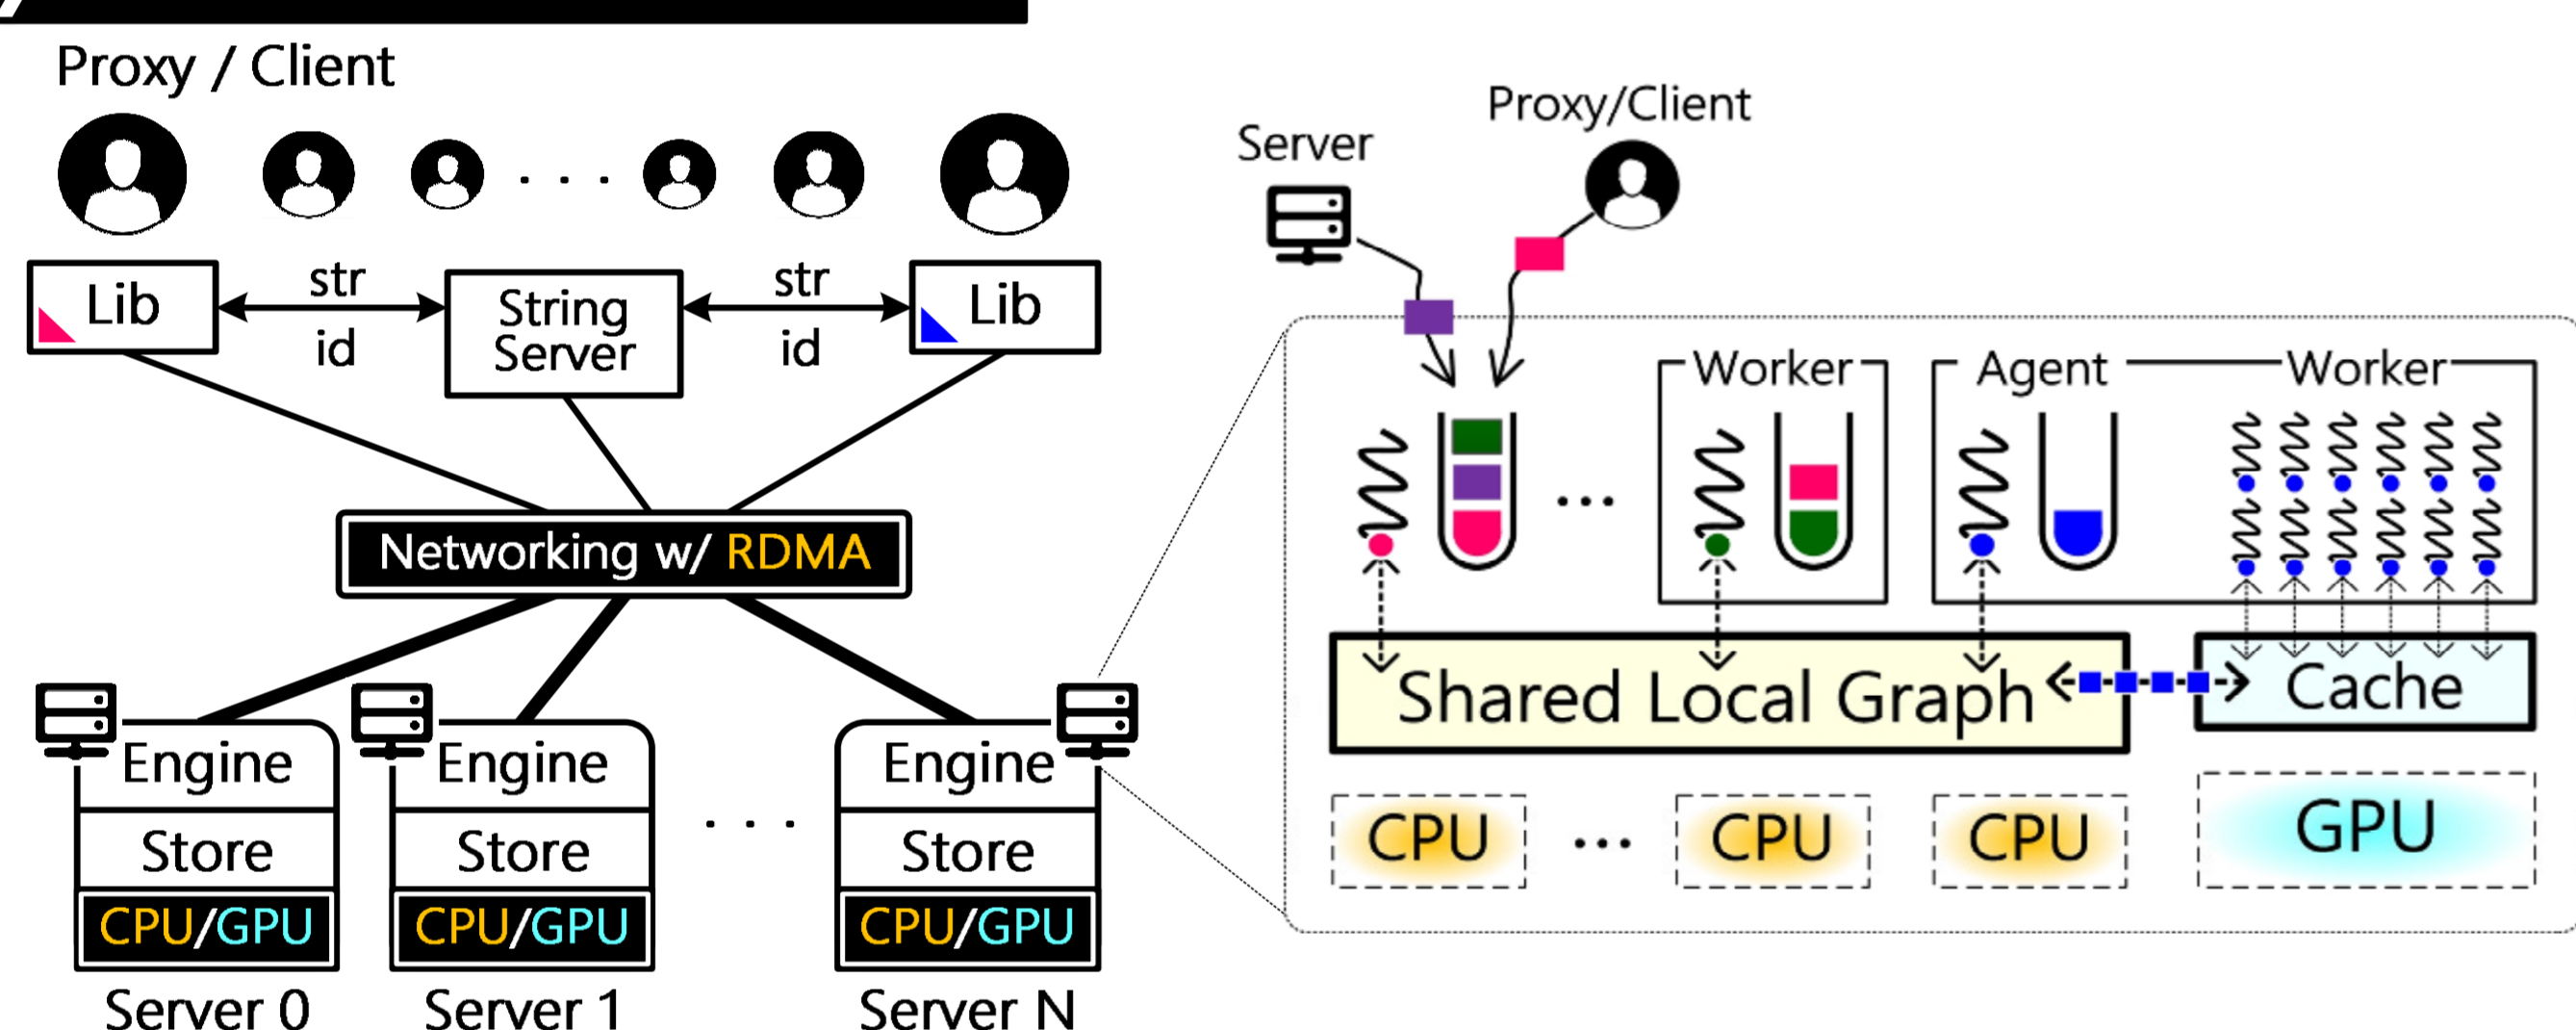 Proxy / Client
Lib
str
id
String
Server
str
id
Lib
Networking w/ RDMA
Engine
Store
CPU/GPU
Server 0
Engine
Store
CPU/GPU
Server 1
. . .
Engine
Store
CPU/GPU
Server N
Server
Proxy/Client
Worker
Agent
Worker
...
Shared Local Graph
Cache
CPU
...
CPU
CPU
GPU